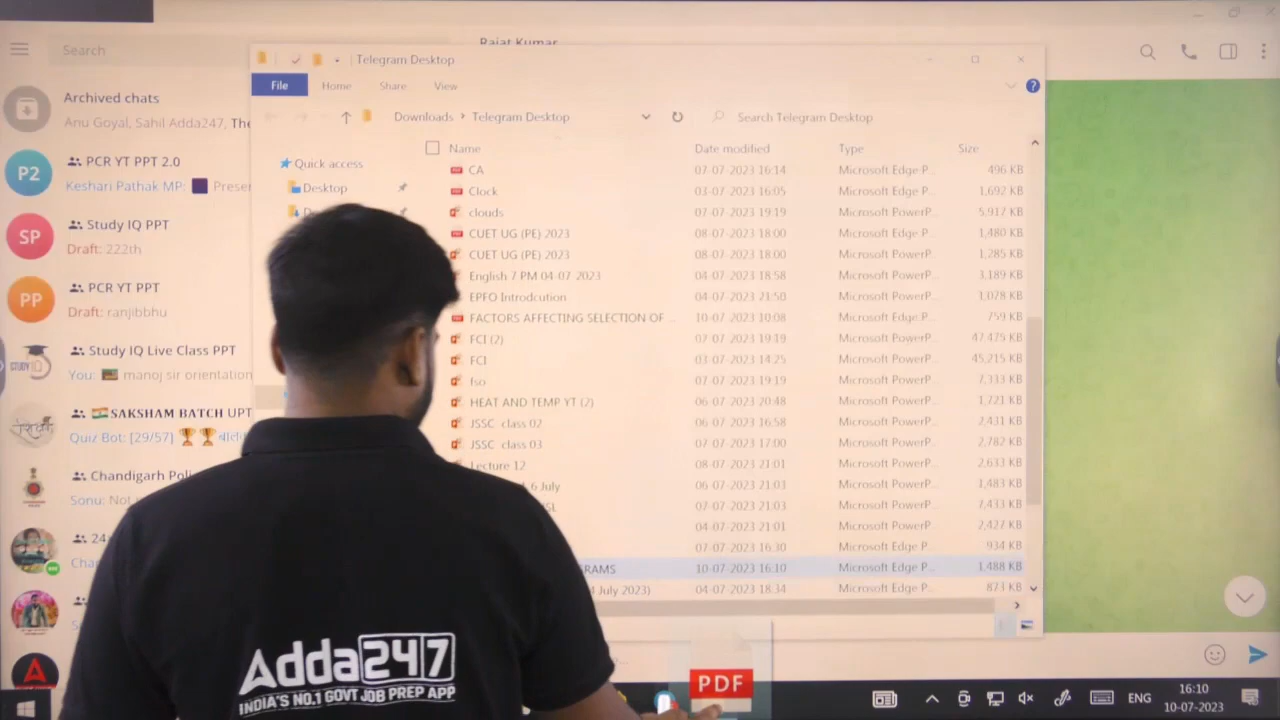 Search
Rajat Kumar
Telegram Desktop
File
Home
Share
View
Archived chats
Anu Goyal, Sahil Adda247, The
Downloads
Telegram Desktop
Search Telegram Desktop
Name
Date modified
Type
Size
Quick access
Desktop
P2
PCR YT PPT 2.0
Keshari Pathak MP: Presen
SP
Study IQ PPT
Draft: 222th
PP
PCR YT PPT
Draft: ranjibbhu
Study IQ Live Class PPT
You: manoj sir orientation
SAKSHAM BATCH UPT
Quiz Bot: [29/57]
Chandigarh Poli
Sonu: Not
24
Cha
CA 07-07-2023 16:14 Microsoft Edge P... 496 KB
Clock 03-07-2023 16:05 Microsoft Edge P... 1,692 KB
clouds 07-07-2023 19:19 Microsoft PowerP... 5,917 KB
CUET UG (PE) 2023 08-07-2023 18:00 Microsoft Edge P... 1,480 KB
CUET UG (PE) 2023 08-07-2023 18:00 Microsoft PowerP... 1,285 KB
English 7 PM 04-07-2023 04-07-2023 18:58 Microsoft PowerP... 3,189 KB
EPFO Introdcution 04-07-2023 21:50 Microsoft PowerP... 1,078 KB
FACTORS AFFECTING SELECTION OF ... 10-07-2023 10:08 Microsoft Edge P... 759 KB
FCI (2) 07-07-2023 19:19 Microsoft PowerP... 47,475 KB
FCI 03-07-2023 14:25 Microsoft PowerP... 45,215 KB
fso 07-07-2023 19:19 Microsoft PowerP... 7,333 KB
HEAT AND TEMP YT (2) 06-07-2023 20:48 Microsoft PowerP... 1,721 KB
JSSC class 02 06-07-2023 16:58 Microsoft PowerP... 2,431 KB
JSSC class 03 07-07-2023 17:00 Microsoft PowerP... 2,782 KB
Lecture 12 08-07-2023 21:01 Microsoft PowerP... 2,633 KB
6 July 06-07-2023 21:03 Microsoft PowerP... 1,483 KB
07-07-2023 21:03 Microsoft PowerP... 7,433 KB
04-07-2023 21:01 Microsoft PowerP... 2,427 KB
07-07-2023 16:30 Microsoft Edge P... 934 KB
RAMS 10-07-2023 16:10 Microsoft Edge P... 1,488 KB
4 July 2023) 04-07-2023 18:34 Microsoft PowerP... 873 KB
Adda247
INDIA'S NO.1 GOVT JOB PREP APP
PDF
ENG
16:10
10-07-2023